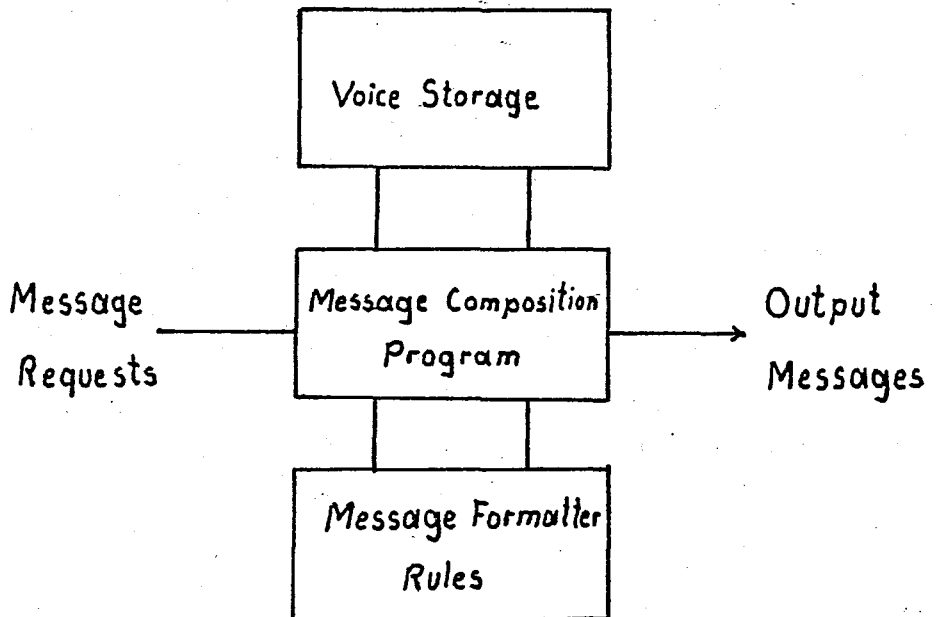 Voice Storage
Message
Requests
Message Composition
Program
Output
Messages
Message Formatter
Rules